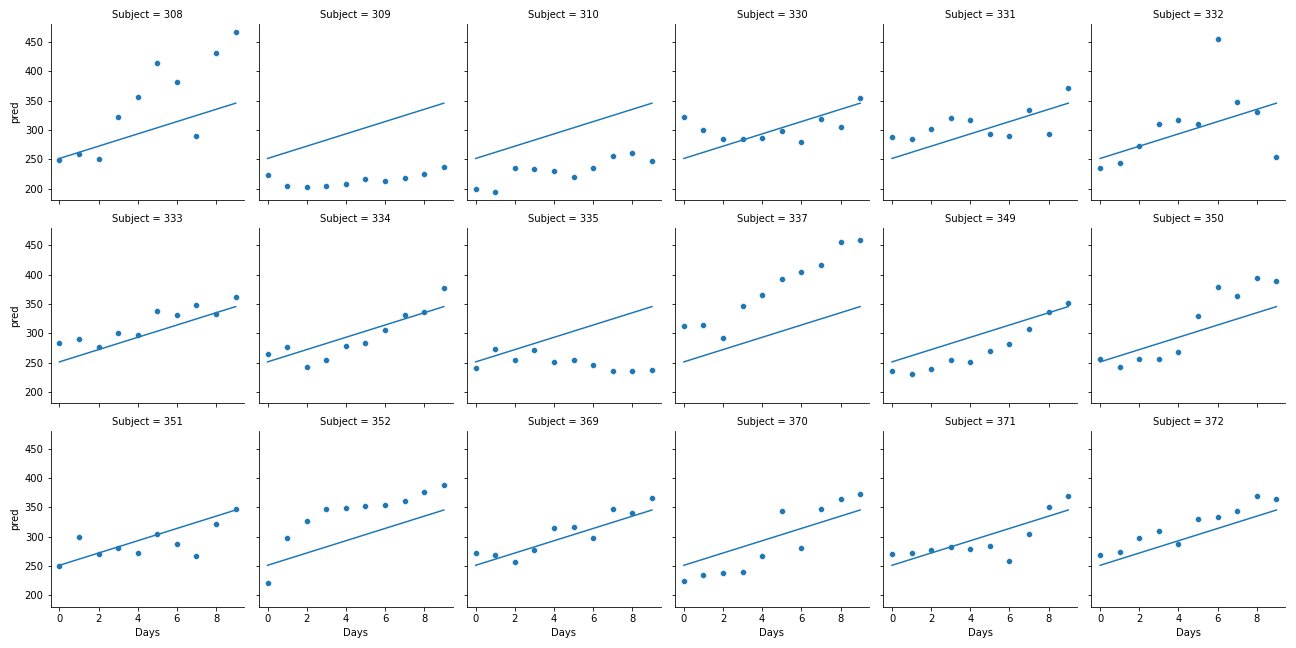 Subject = 308 Subject = 309 Subject = 310 Subject = 330 Subject = 331 Subject = 332
450
400
350
300
250
200
pred
Subject = 333 Subject = 334 Subject = 335 Subject = 337 Subject = 349 Subject = 350
450
400
350
300
250
200
pred
Subject = 351 Subject = 352 Subject = 369 Subject = 370 Subject = 371 Subject = 372
450
400
350
300
250
200
pred
0 2 4 6 8 0 2 4 6 8 0 2 4 6 8 0 2 4 6 8 0 2 4 6 8 0 2 4 6 8
Days Days Days Days Days Days